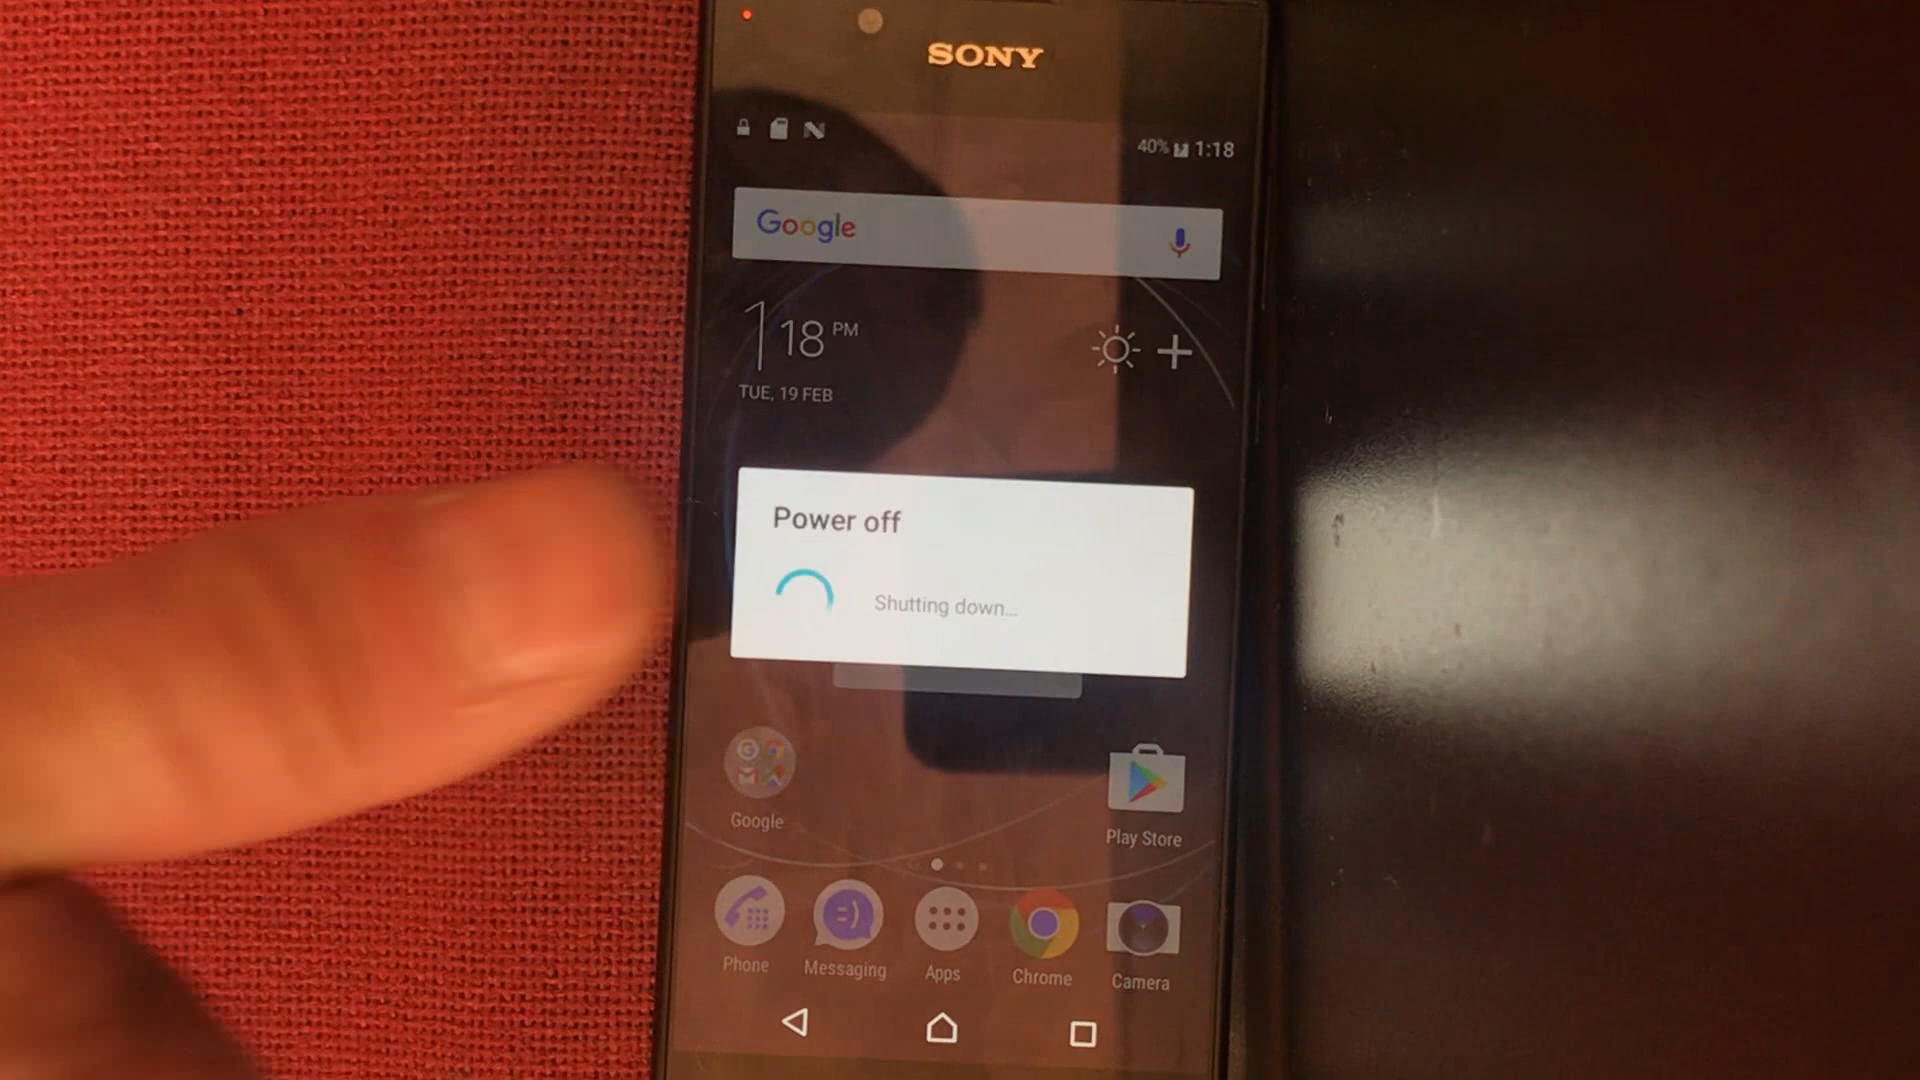 SONY
40% 1:18
Google
1 18 PM
TUE, 19 FEB
Power off
Shutting down...
Google
Play Store
Phone
Messaging
Apps
Chrome
Camera